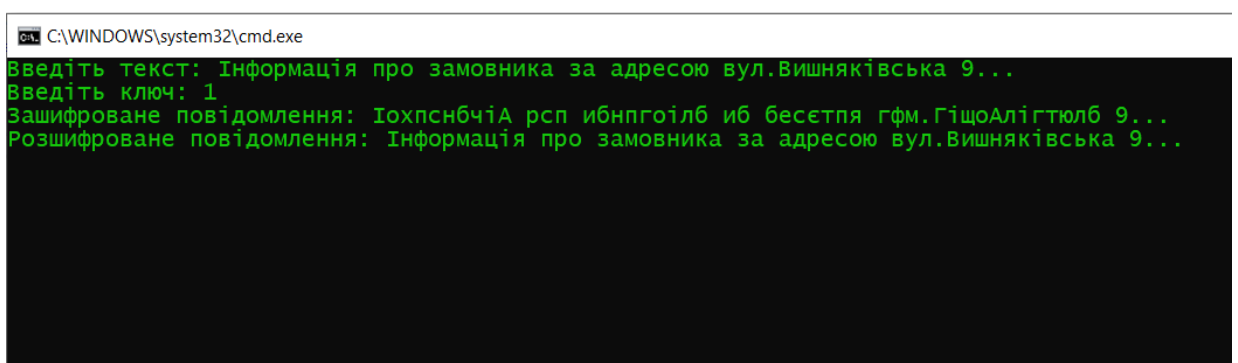 C:\WINDOWS\system32\cmd.exe
Введіть текст: Інформація про замовника за адресою вул.Вишняківська 9...
Введіть ключ: 1
Зашифроване повідомлення: ІохпснбчіА рсп ибнпгоілб иб бесєтпя гфм.ГіщоАлігтюлб 9...
Розшифроване повідомлення: Інформація про замовника за адресою вул.Вишняківська 9...